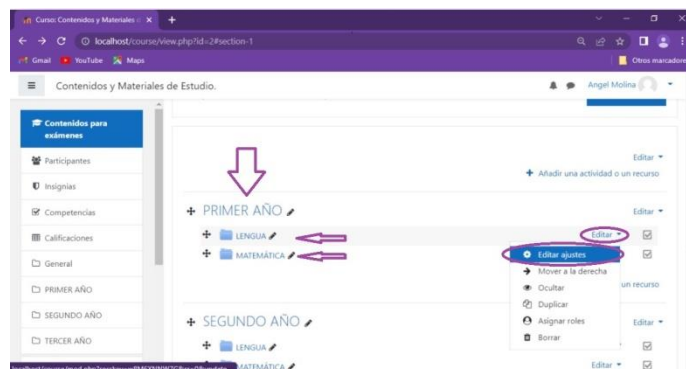 Curso: Contenidos y Materiales d
localhost/course/view.php?id=2#section-1
Gmail YouTube Maps Otros marcadores
Contenidos y Materiales de Estudio. Angel Molina
Contenidos para exámenes
Participantes
Insignias
Competencias
Calificaciones
General
PRIMER AÑO
SEGUNDO AÑO
TERCER AÑO
Editar
Añadir una actividad o un recurso
PRIMER AÑO Editar
LENGUA Editar
MATEMÁTICA
Editar ajustes
Mover a la derecha
Ocultar
Duplicar
Asignar roles
Borrar
un recurso
SEGUNDO AÑO Editar
LENGUA
MATEMÁTICA Editar